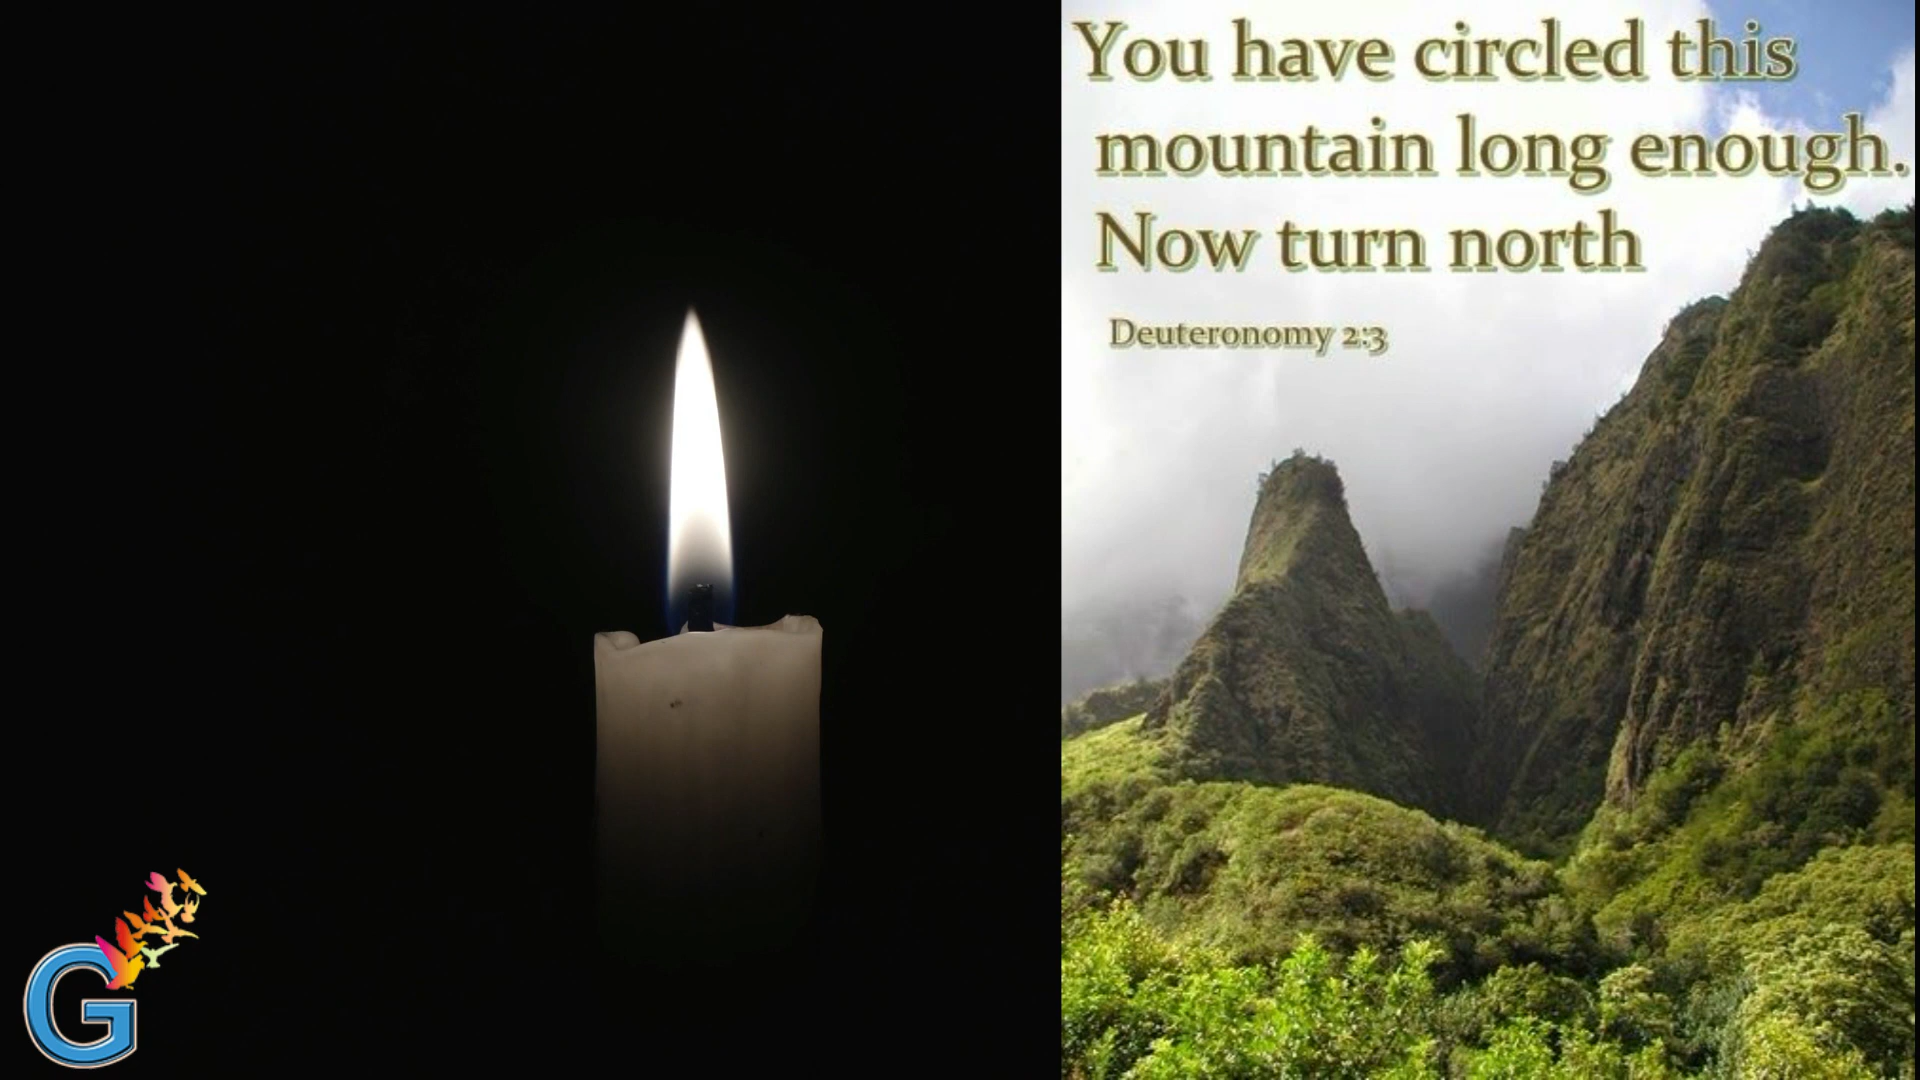 You have circled this
mountain long enough.
Now turn north
Deuteronomy 2:3
G